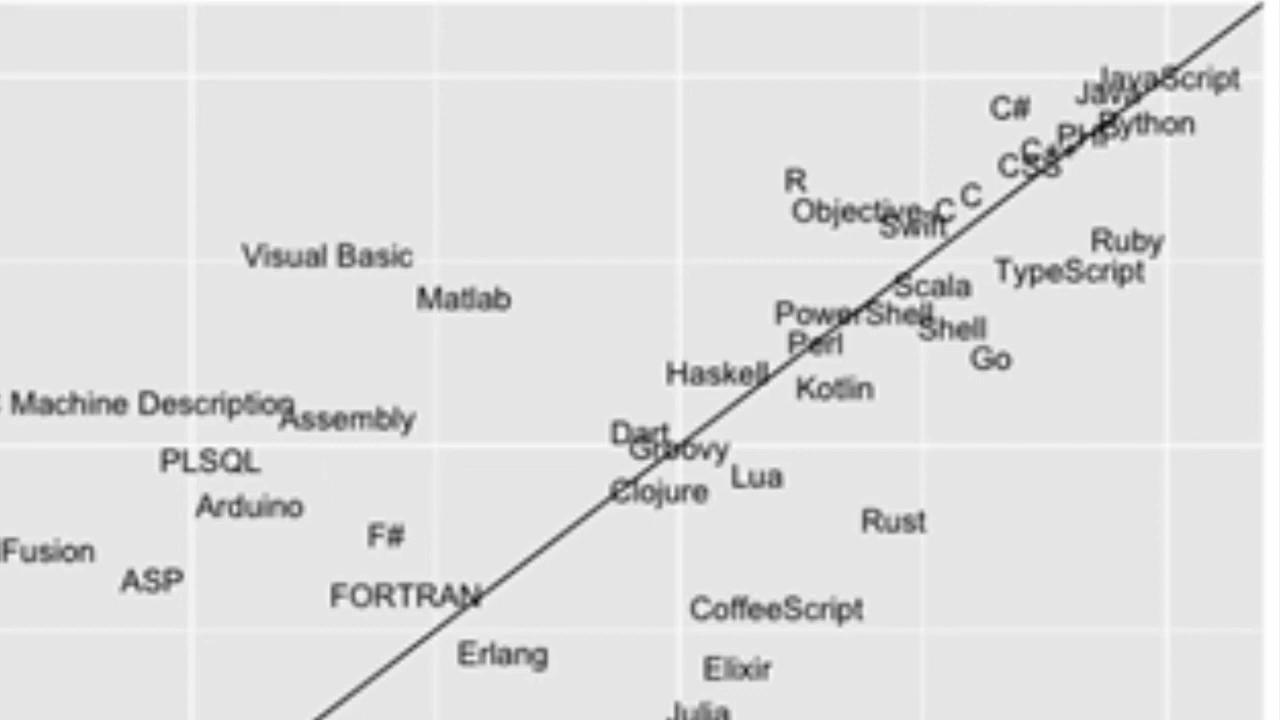 JavaScript
Java
C#
Python
PHP
C++
CSS
R
C
Objective-C
Swift
Ruby
Visual Basic
TypeScript
Scala
Matlab
PowerShell
Shell
Perl
Go
Haskell
Kotlin
Machine Description
Assembly
Dart
Groovy
PLSQL
Lua
Clojure
Arduino
Rust
F#
Fusion
ASP
FORTRAN
CoffeeScript
Erlang
Elixir
Julia